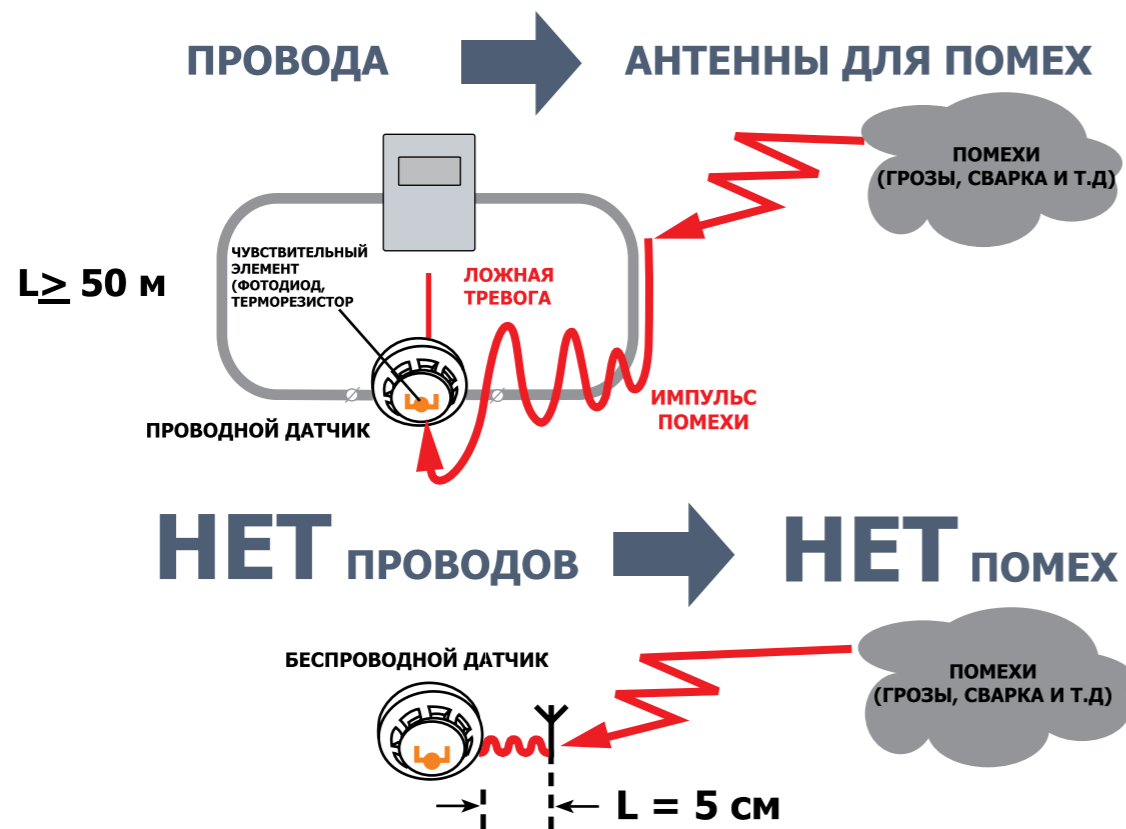 ПРОВОДА
АНТЕННЫ ДЛЯ ПОМЕХ
ПОМЕХИ
(ГРОЗЫ, СВАРКА И Т.Д)
ЧУВСТВИТЕЛЬНЫЙ
ЭЛЕМЕНТ
(ФОТОДИОД,
ТЕРМОРЕЗИСТОР
L≥ 50 м
ЛОЖНАЯ
ТРЕВОГА
ИМПУЛЬС
ПОМЕХИ
ПРОВОДНОЙ ДАТЧИК
НЕТ ПРОВОДОВ
НЕТ ПОМЕХ
БЕСПРОВОДНОЙ ДАТЧИК
ПОМЕХИ
(ГРОЗЫ, СВАРКА И Т.Д)
L = 5 см